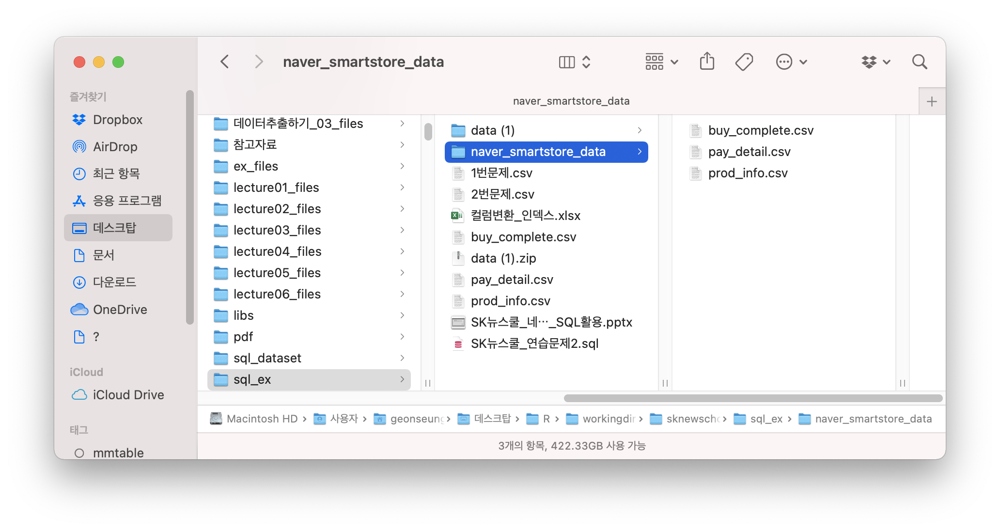 naver_smartstore_data
naver_smartstore_data
즐겨찾기
Dropbox
AirDrop
최근 항목
응용 프로그램
데스크탑
문서
다운로드
OneDrive
?
iCloud
iCloud Drive
태그
mmtable
데이터추출하기_03_files
참고자료
ex_files
lecture01_files
lecture02_files
lecture03_files
lecture04_files
lecture05_files
lecture06_files
libs
pdf
sql_dataset
sql_ex
data (1)
naver_smartstore_data
1번문제.csv
2번문제.csv
컬럼변환_인덱스.xlsx
buy_complete.csv
data (1).zip
pay_detail.csv
prod_info.csv
SK뉴스쿨_네…_SQL활용.pptx
SK뉴스쿨_연습문제2.sql
buy_complete.csv
pay_detail.csv
prod_info.csv
Macintosh HD › 사용자 › geonseung › 데스크탑 › R › workingdir › sknewscho › sql_ex › naver_smartstore_data
3개의 항목, 422.33GB 사용 가능